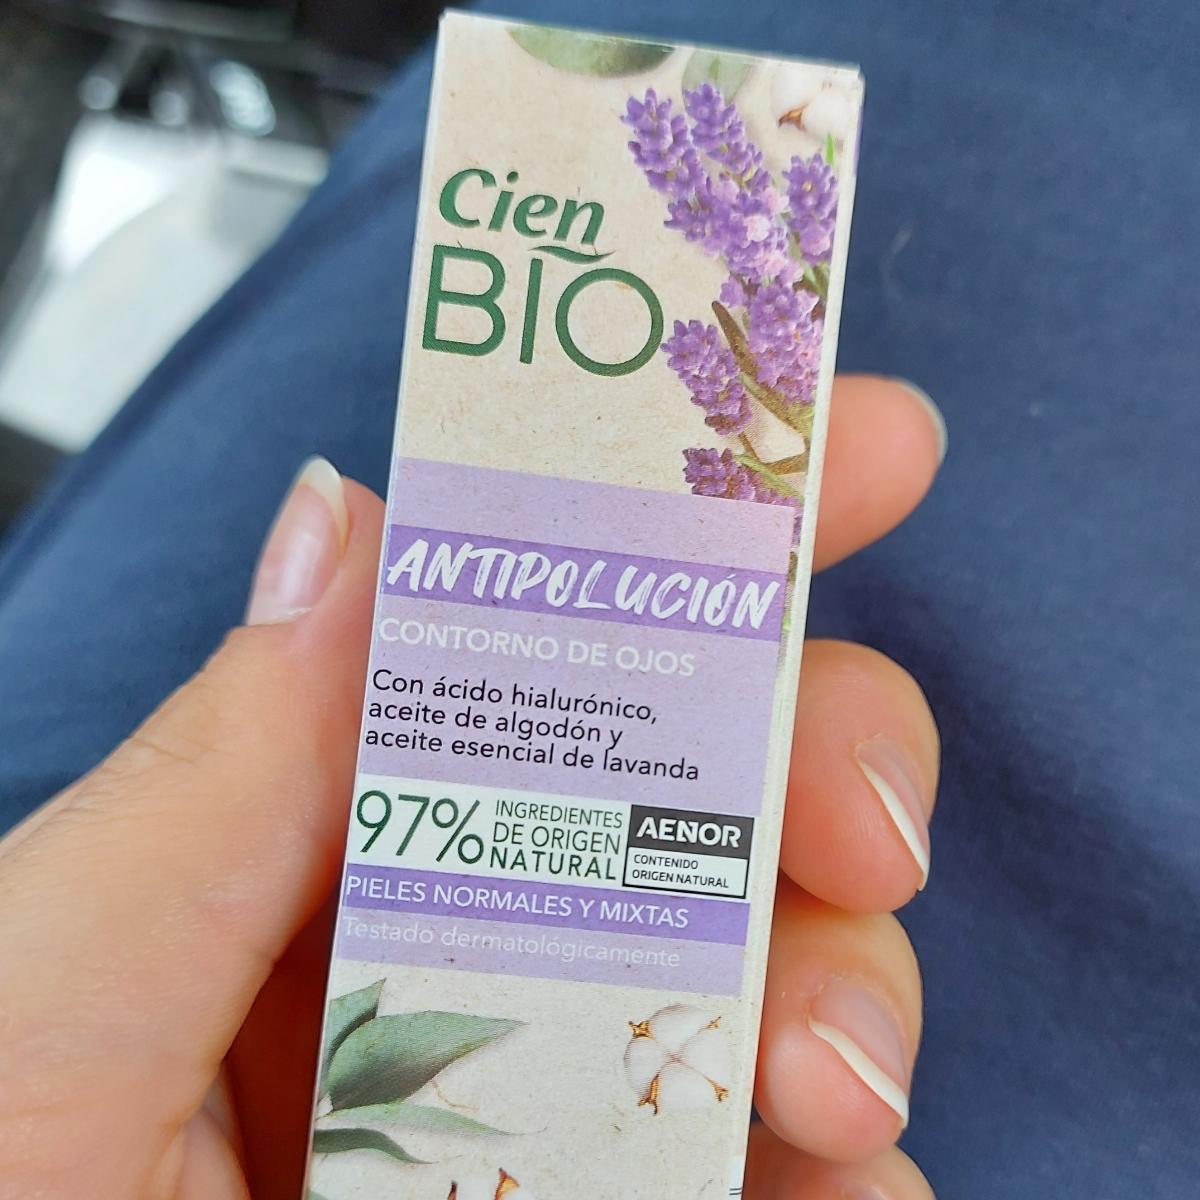 Cien
BIO
ANTIPOLUCIÓN
CONTORNO DE OJOS
Con ácido hialurónico,
aceite de algodón y
aceite esencial de lavanda
97%
INGREDIENTES
DE ORIGEN
NATURAL
AENOR
CONTENIDO
ORIGEN NATURAL
PIELES NORMALES Y MIXTAS
Testado dermatológicamente